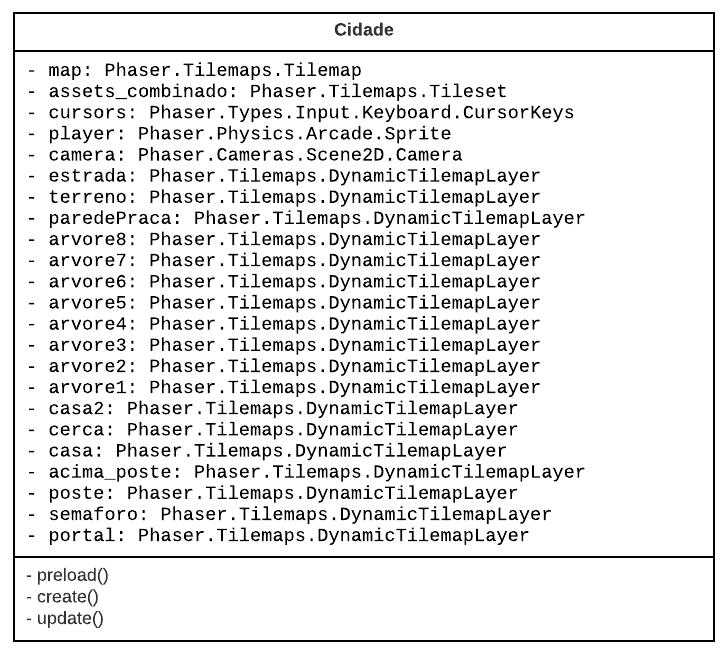 Cidade
- map: Phaser.Tilemaps.Tilemap
- assets_combinado: Phaser.Tilemaps.Tileset
- cursors: Phaser.Types.Input.Keyboard.CursorKeys
- player: Phaser.Physics.Arcade.Sprite
- camera: Phaser.Cameras.Scene2D.Camera
- estrada: Phaser.Tilemaps.DynamicTilemapLayer
- terreno: Phaser.Tilemaps.DynamicTilemapLayer
- paredePraca: Phaser.Tilemaps.DynamicTilemapLayer
- arvore8: Phaser.Tilemaps.DynamicTilemapLayer
- arvore7: Phaser.Tilemaps.DynamicTilemapLayer
- arvore6: Phaser.Tilemaps.DynamicTilemapLayer
- arvore5: Phaser.Tilemaps.DynamicTilemapLayer
- arvore4: Phaser.Tilemaps.DynamicTilemapLayer
- arvore3: Phaser.Tilemaps.DynamicTilemapLayer
- arvore2: Phaser.Tilemaps.DynamicTilemapLayer
- arvore1: Phaser.Tilemaps.DynamicTilemapLayer
- casa2: Phaser.Tilemaps.DynamicTilemapLayer
- cerca: Phaser.Tilemaps.DynamicTilemapLayer
- casa: Phaser.Tilemaps.DynamicTilemapLayer
- acima_poste: Phaser.Tilemaps.DynamicTilemapLayer
- poste: Phaser.Tilemaps.DynamicTilemapLayer
- semaforo: Phaser.Tilemaps.DynamicTilemapLayer
- portal: Phaser.Tilemaps.DynamicTilemapLayer
- preload()
- create()
- update()